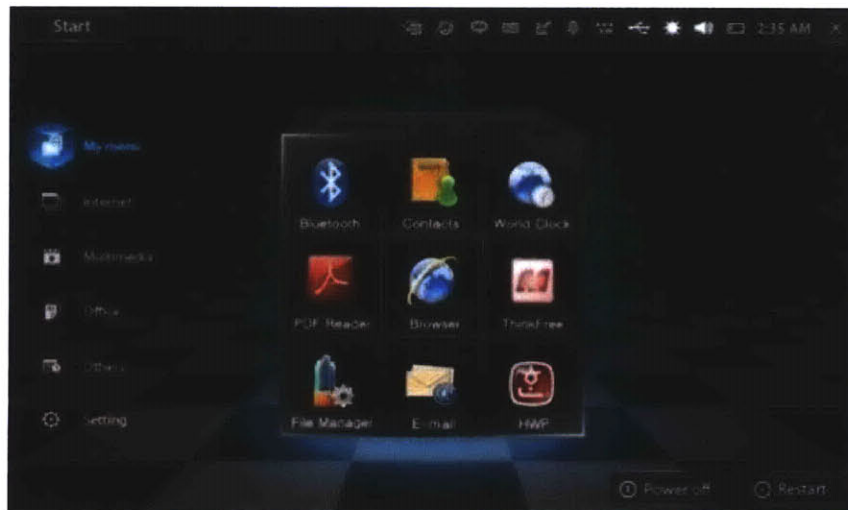 Start
2:35 AM
My menu
Internet
Multimedia
Office
Others
Setting
Bluetooth Contacts World Clock
PDF Reader Browser ThinkFree
File Manager E-mail HWP
Power off Restart